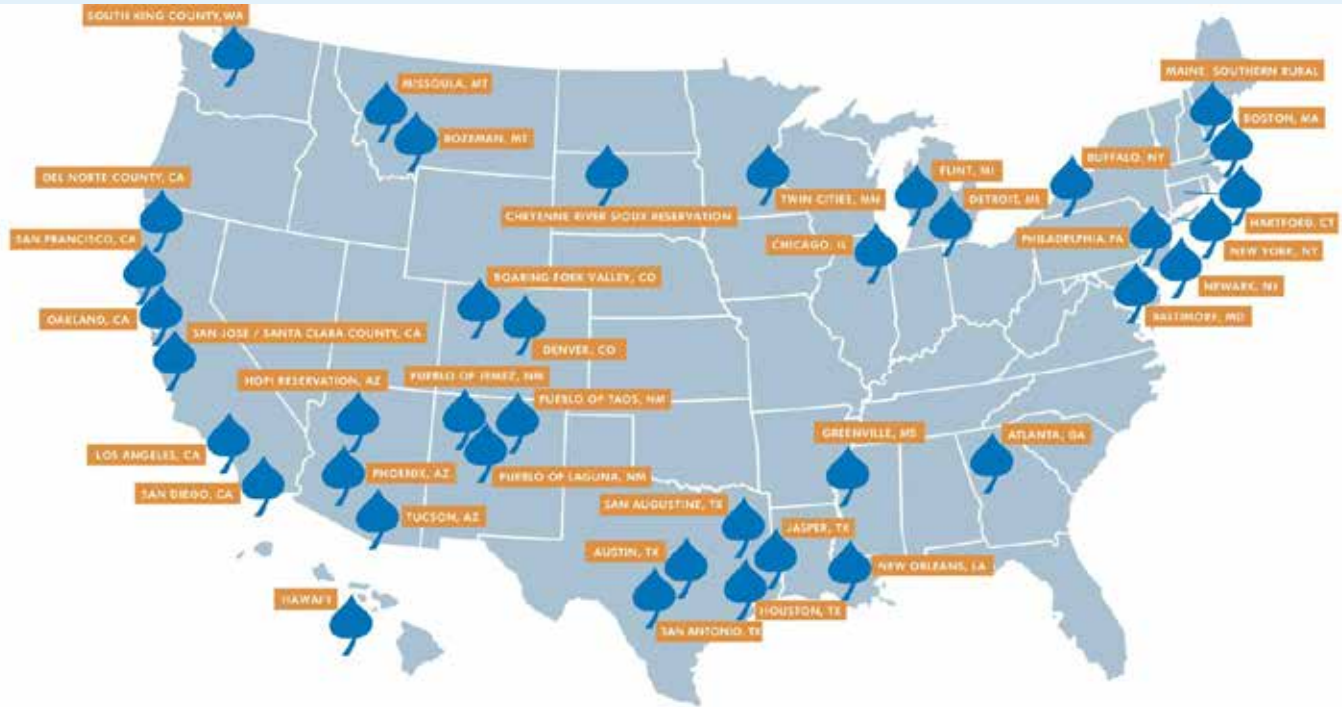 SOUTH KING COUNTY, WA
MISSOULA, MT
MAINE, SOUTHERN RURAL
BOSTON, MA
BOZEMAN, MT
BUFFALO, NY
FLINT, MI
DEL NORTE COUNTY, CA
TWIN CITIES, MN
DETROIT, MI
CHEYENNE RIVER SIOUX RESERVATION
HARTFORD, CT
SAN FRANCISCO, CA
CHICAGO, IL
PHILADELPHIA, PA
NEW YORK, NY
ROARING FORK VALLEY, CO
NEWARK, NJ
OAKLAND, CA
BALTIMORE, MD
SAN JOSE / SANTA CLARA COUNTY, CA
DENVER, CO
HOPI RESERVATION, AZ
PUEBLO OF JEMEZ, NM
PUEBLO OF TAOS, NM
GREENVILLE, MS
ATLANTA, GA
LOS ANGELES, CA
PHOENIX, AZ
PUEBLO OF LAGUNA, NM
SAN DIEGO, CA
SAN AUGUSTINE, TX
TUCSON, AZ
JASPER, TX
AUSTIN, TX
NEW ORLEANS, LA
HAWAI'I
HOUSTON, TX
SAN ANTONIO, TX